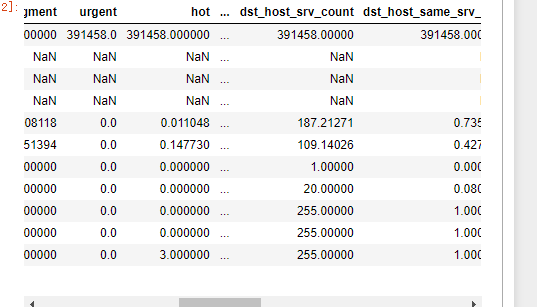 2]:
gment urgent hot ... dst_host_srv_count dst_host_same_srv_
00000 391458.0 391458.000000 ... 391458.00000 391458.000
NaN NaN NaN ... NaN
NaN NaN NaN ... NaN
NaN NaN NaN ... NaN
08118 0.0 0.011048 ... 187.21271 0.735
51394 0.0 0.147730 ... 109.14026 0.427
00000 0.0 0.000000 ... 1.00000 0.000
00000 0.0 0.000000 ... 20.00000 0.080
00000 0.0 0.000000 ... 255.00000 1.000
00000 0.0 0.000000 ... 255.00000 1.000
00000 0.0 3.000000 ... 255.00000 1.000